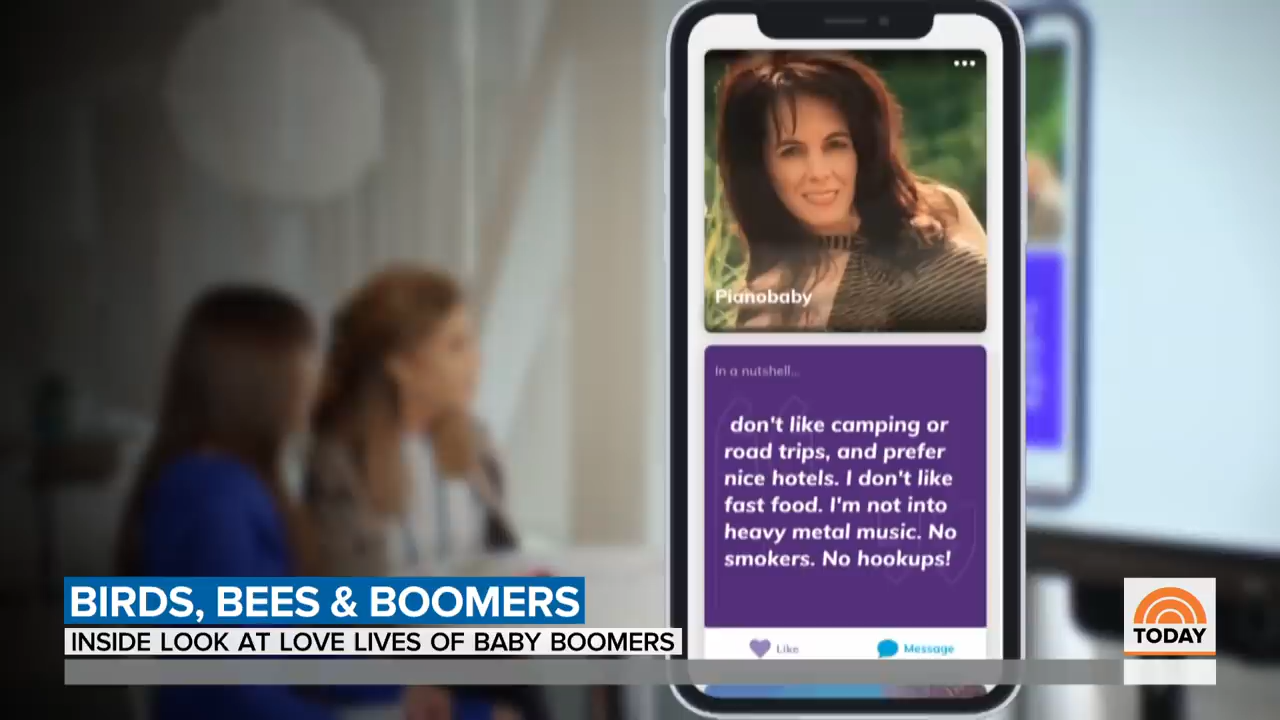 Pianobaby
In a nutshell...
don't like camping or
road trips, and prefer
nice hotels. I don't like
fast food. I'm not into
heavy metal music. No
smokers. No hookups!
Like
Message
BIRDS, BEES & BOOMERS
INSIDE LOOK AT LOVE LIVES OF BABY BOOMERS
TODAY